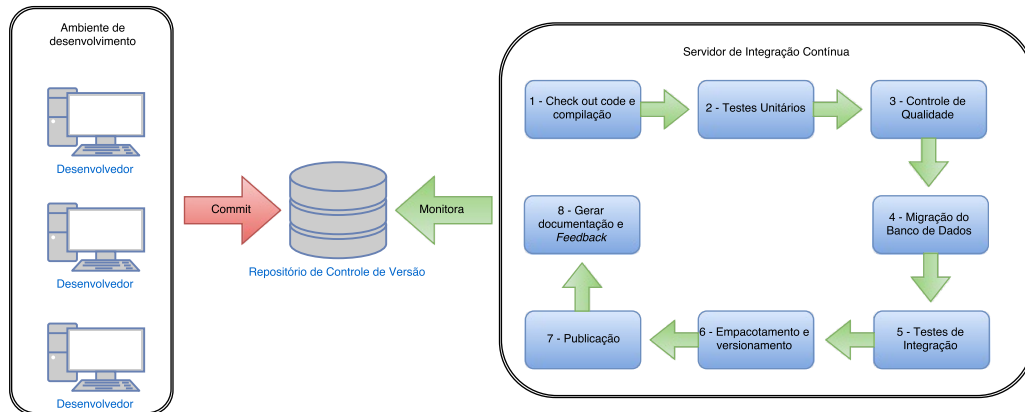 Ambiente de
desenvolvimento
Desenvolvedor
Desenvolvedor
Desenvolvedor
Commit
Repositório de Controle de Versão
Monitora
Servidor de Integração Contínua
1 - Check out code e
compilação
2 - Testes Unitários
3 - Controle de
Qualidade
4 - Migração do
Banco de Dados
5 - Testes de
Integração
6 - Empacotamento e
versionamento
7 - Publicação
8 - Gerar
documentação e
Feedback